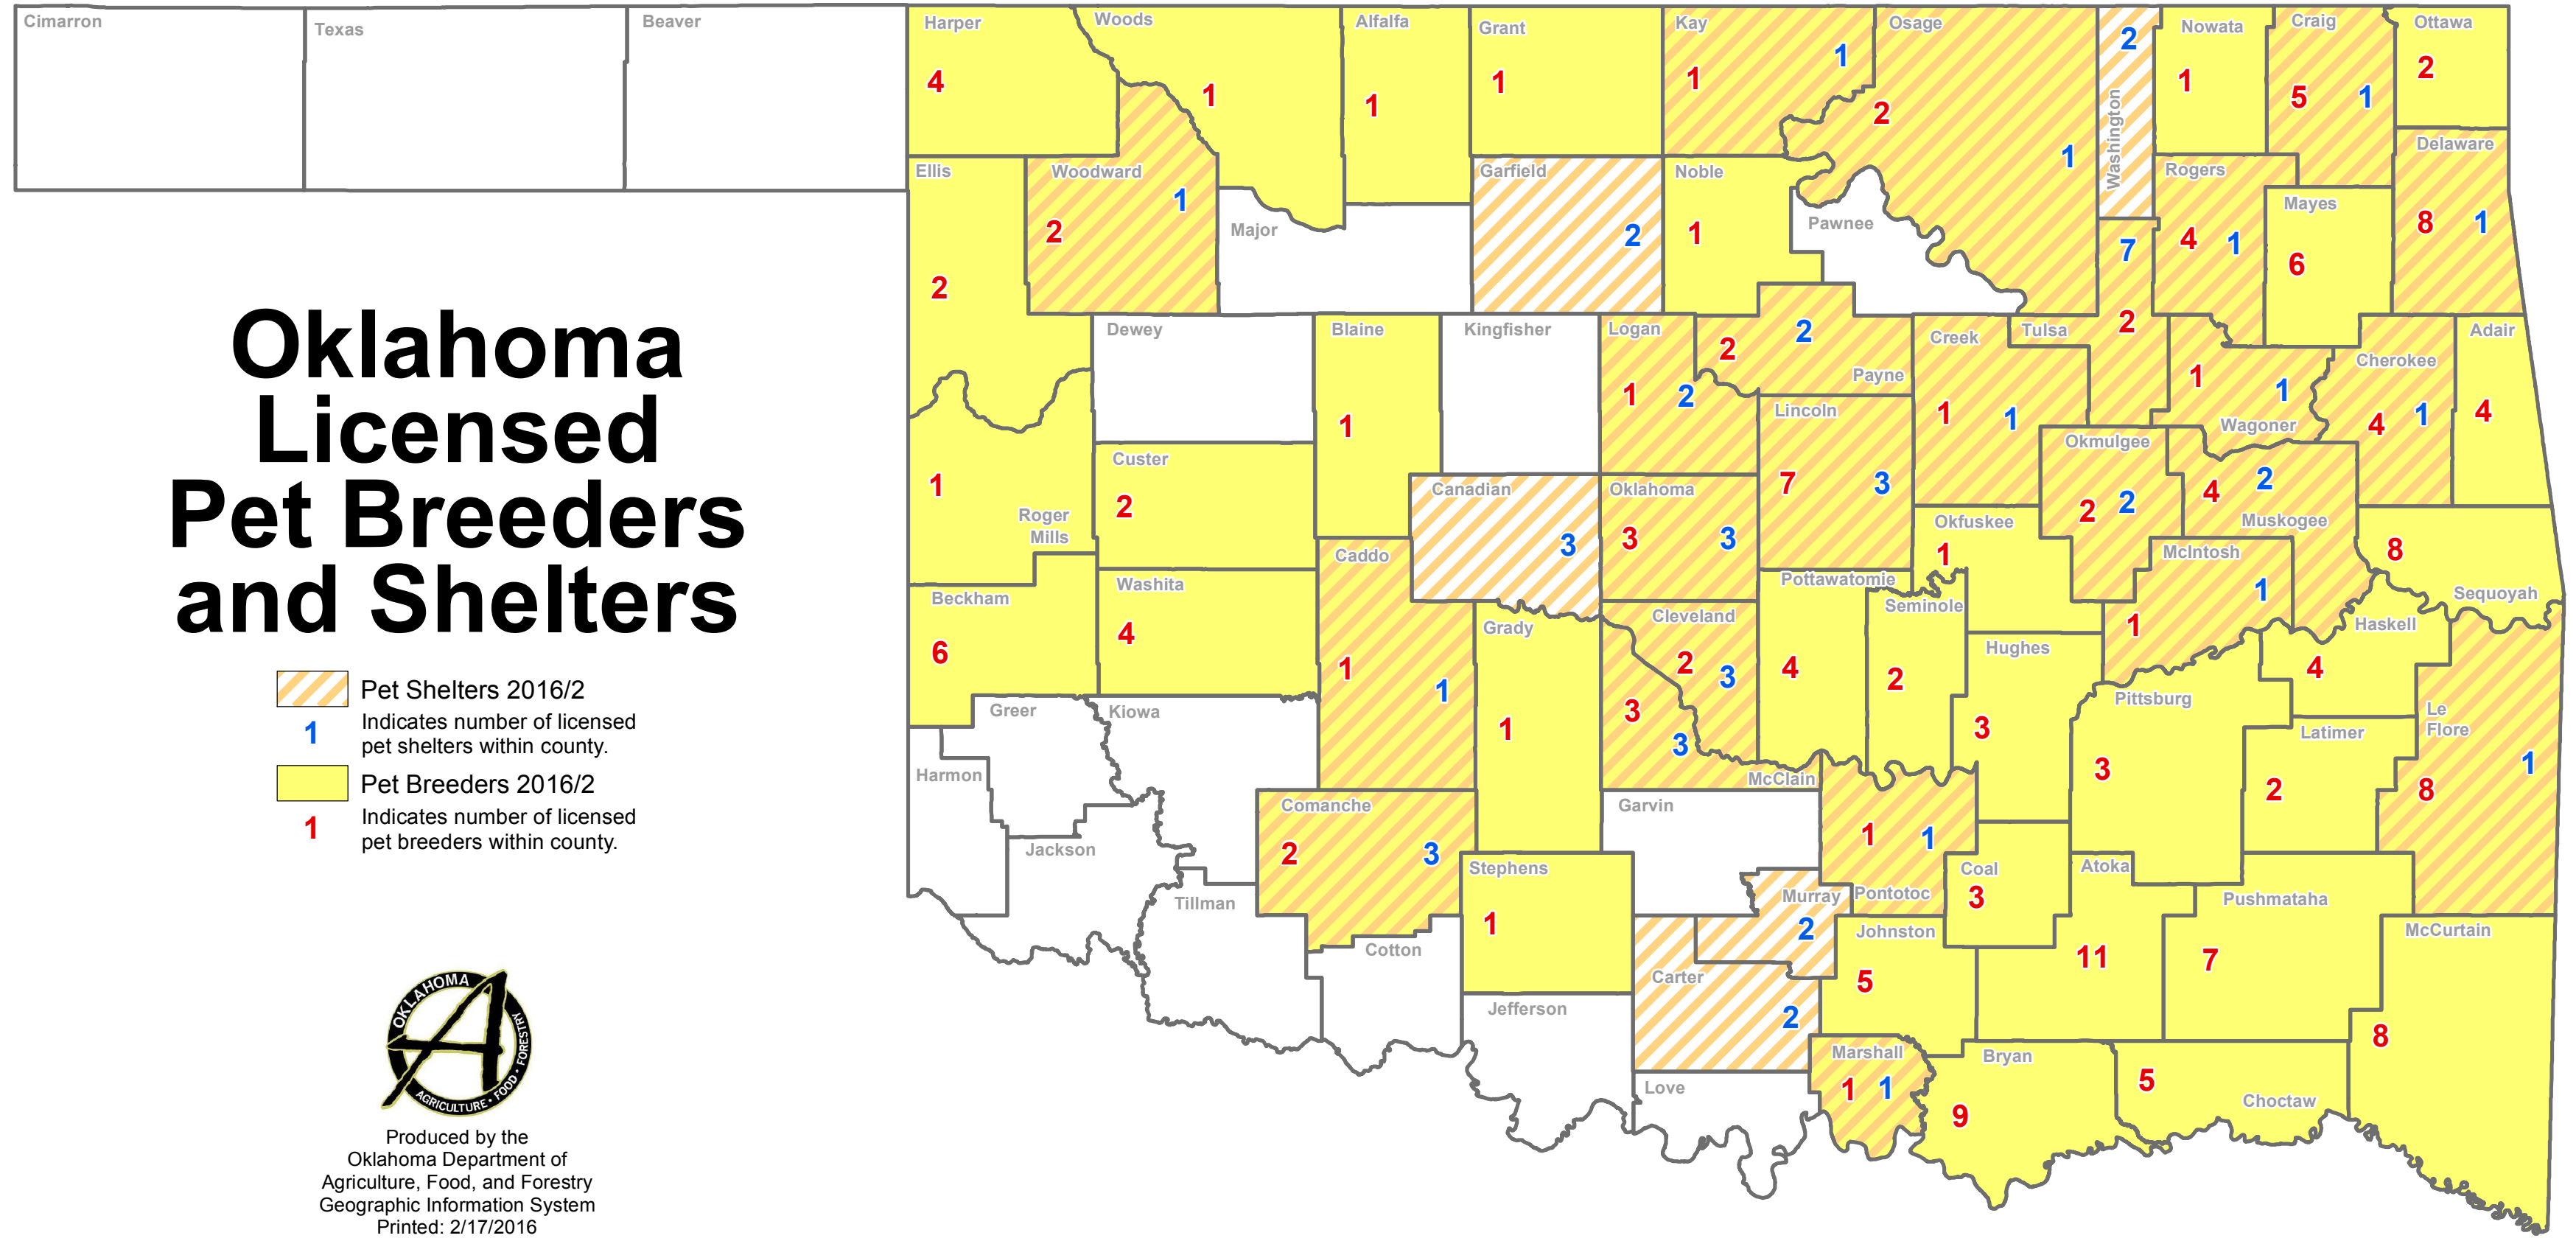 Oklahoma
Licensed
Pet Breeders
and Shelters
Pet Shelters 2016/2
1
Indicates number of licensed
pet shelters within county.
Pet Breeders 2016/2
1
Indicates number of licensed
pet breeders within county.
OKLAHOMA
AGRICULTURE • FOOD • FORESTRY
Produced by the
Oklahoma Department of
Agriculture, Food, and Forestry
Geographic Information System
Printed: 2/17/2016
Cimarron
Texas
Beaver
Harper
4
Woods
1
Alfalfa
1
Grant
1
Kay
1
1
Osage
2
1
Washington
2
Nowata
1
Craig
5
1
Ottawa
2
Ellis
2
Woodward
2
1
Major
Garfield
2
Noble
1
Pawnee
Rogers
4
1
Mayes
6
Delaware
8
1
Dewey
Blaine
1
Kingfisher
Logan
1
2
2
2
Payne
Creek
1
1
Tulsa
7
2
1
1
Wagoner
Cherokee
4
1
Adair
4
1
Roger
Mills
Custer
2
Canadian
3
Oklahoma
3
3
Lincoln
7
3
Okfuskee
1
Okmulgee
2
2
4
2
Muskogee
8
Sequoyah
Beckham
6
Washita
4
Caddo
1
1
Grady
1
Cleveland
2
3
3
3
McClain
Pottawatomie
4
Seminole
2
Hughes
3
McIntosh
1
1
Haskell
4
Pittsburg
3
Latimer
2
Le
Flore
1
8
Greer
Kiowa
Harmon
Jackson
Tillman
Comanche
2
3
Cotton
Stephens
1
Jefferson
Garvin
Murray
2
1
1
Pontotoc
Coal
3
Atoka
11
Pushmataha
7
McCurtain
8
Carter
2
Johnston
5
Love
Marshall
1
1
Bryan
9
5
Choctaw